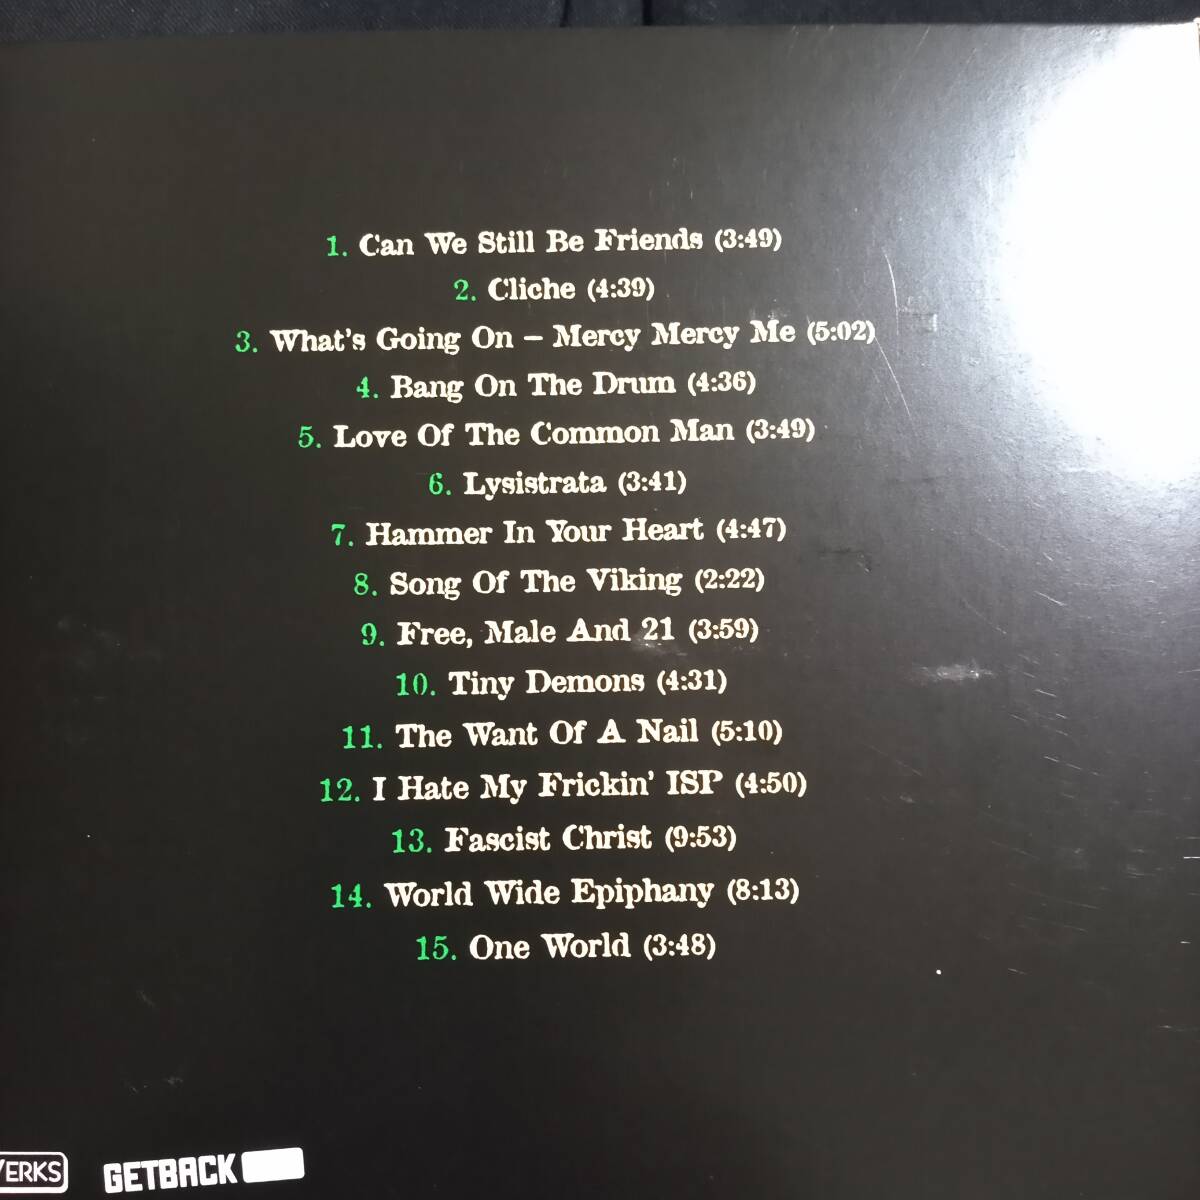 1. Can We Still Be Friends (3:49)
2. Cliche (4:39)
3. What's Going On – Mercy Mercy Me (5:02)
4. Bang On The Drum (4:36)
5. Love Of The Common Man (3:49)
6. Lysistrata (3:41)
7. Hammer In Your Heart (4:47)
8. Song Of The Viking (2:22)
9. Free, Male And 21 (3:59)
10. Tiny Demons (4:31)
11. The Want Of A Nail (5:10)
12. I Hate My Frickin' ISP (4:50)
13. Fascist Christ (9:53)
14. World Wide Epiphany (8:13)
15. One World (3:48)
GETBACK